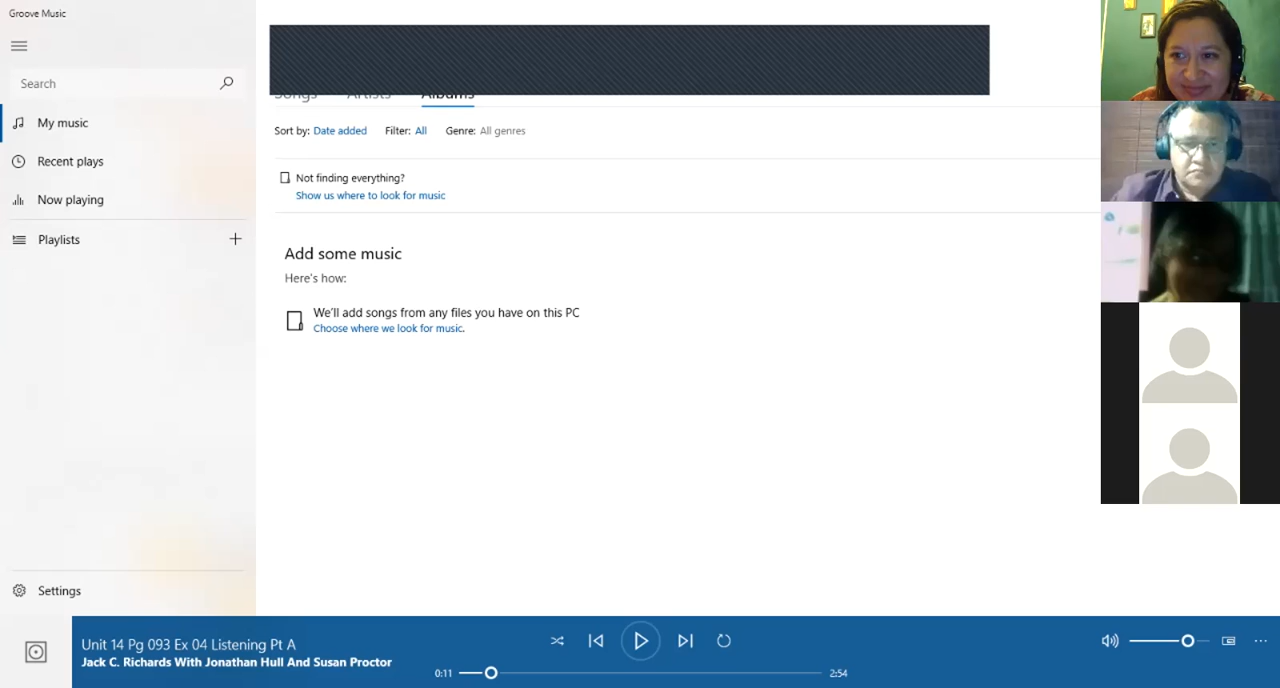 Groove Music
Search
My music
Recent plays
Now playing
Playlists
Settings
Songs Artists Albums
Sort by: Date added Filter: All Genre: All genres
Not finding everything?
Show us where to look for music
Add some music
Here's how:
We'll add songs from any files you have on this PC
Choose where we look for music.
Unit 14 Pg 093 Ex 04 Listening Pt A
Jack C. Richards With Jonathan Hull And Susan Proctor
0:11
2:54